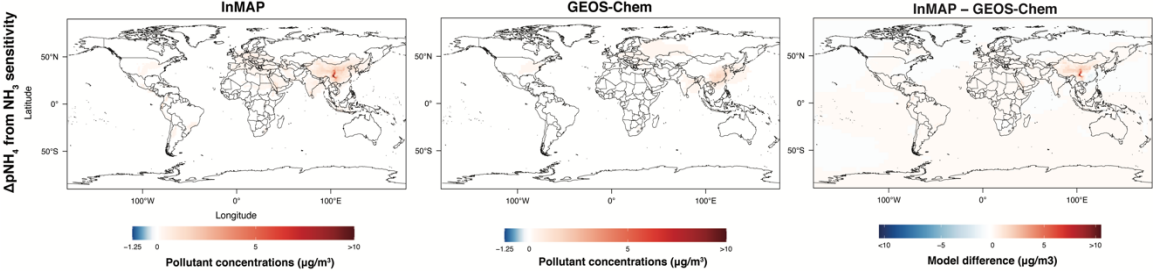 InMAP
GEOS-Chem
InMAP – GEOS-Chem
ΔpNH₄ from NH₃ sensitivity
Latitude
50°N
0°
50°S
50°N
0°
50°S
50°N
0°
50°S
100°W 0° 100°E
100°W 0° 100°E
100°W 0° 100°E
Longitude
-1.25 0 5 >10
-1.25 0 5 >10
<10 −5 0 5 >10
Pollutant concentrations (µg/m³)
Pollutant concentrations (µg/m³)
Model difference (µg/m3)